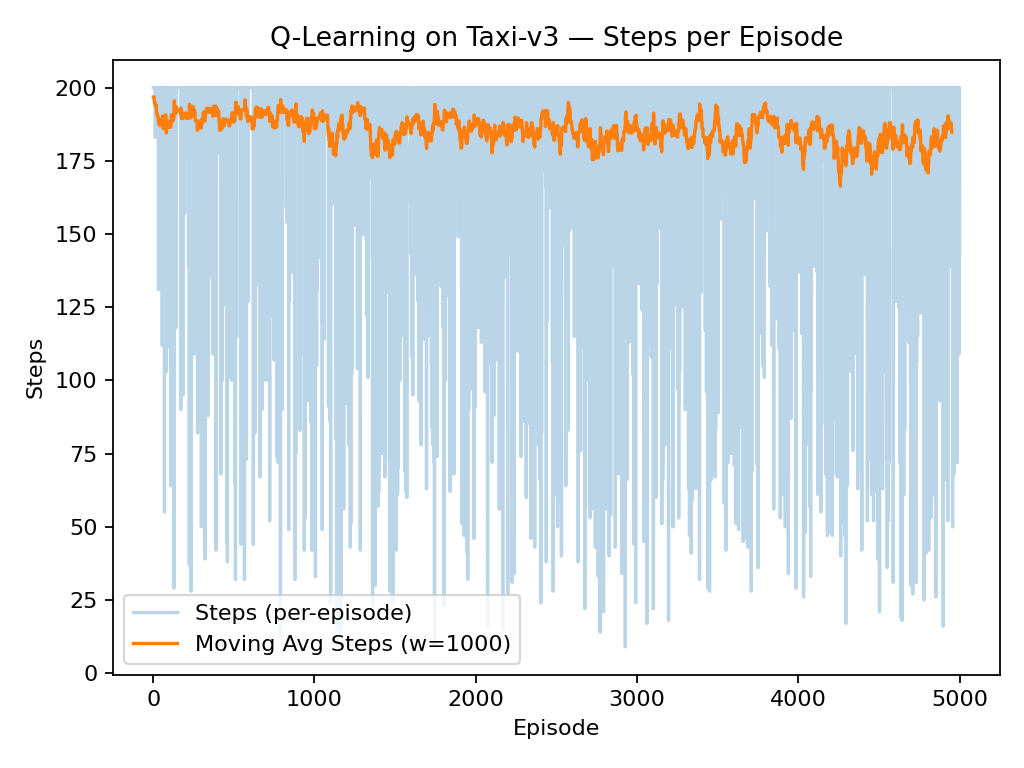 Q-Learning on Taxi-v3 — Steps per Episode
Steps
200
175
150
125
100
75
50
25
0
Steps (per-episode)
Moving Avg Steps (w=1000)
0 1000 2000 3000 4000 5000
Episode